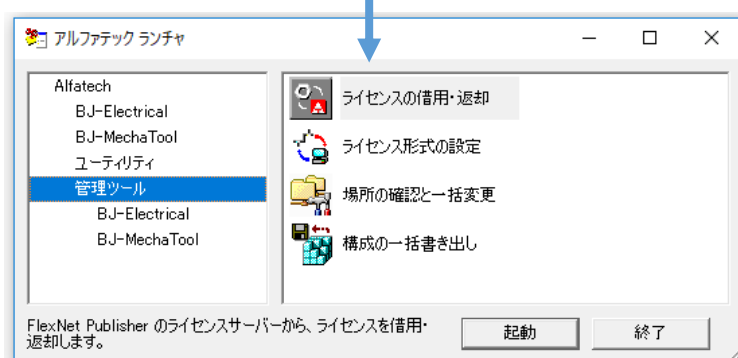 アルファテック ランチャ
Alfatech
BJ-Electrical
BJ-MechaTool
ユーティリティ
管理ツール
BJ-Electrical
BJ-MechaTool
ライセンスの借用・返却
ライセンス形式の設定
場所の確認と一括変更
構成の一括書き出し
FlexNet Publisher のライセンスサーバーから、ライセンスを借用・
返却します。
起動
終了